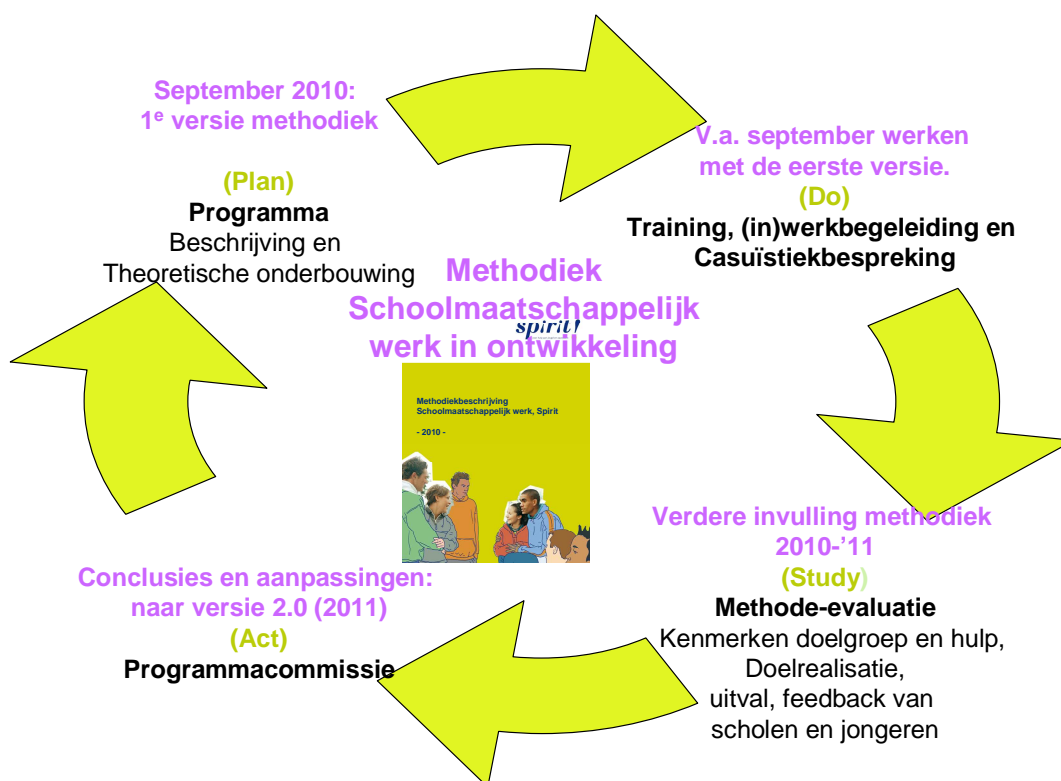 September 2010:
1e versie methodiek
(Plan)
Programma
Beschrijving en
Theoretische onderbouwing
V.a. september werken
met de eerste versie.
(Do)
Training, (in)werkbegeleiding en
Casuïstiekbespreking
Methodiek
Schoolmaatschappelijk
spirit!
werk in ontwikkeling
Methodiekbeschrijving
Schoolmaatschappelijk werk, Spirit
- 2010 -
Verdere invulling methodiek
2010-’11
(Study)
Methode-evaluatie
Kenmerken doelgroep en hulp,
Doelrealisatie,
uitval, feedback van
scholen en jongeren
Conclusies en aanpassingen:
naar versie 2.0 (2011)
(Act)
Programmacommissie